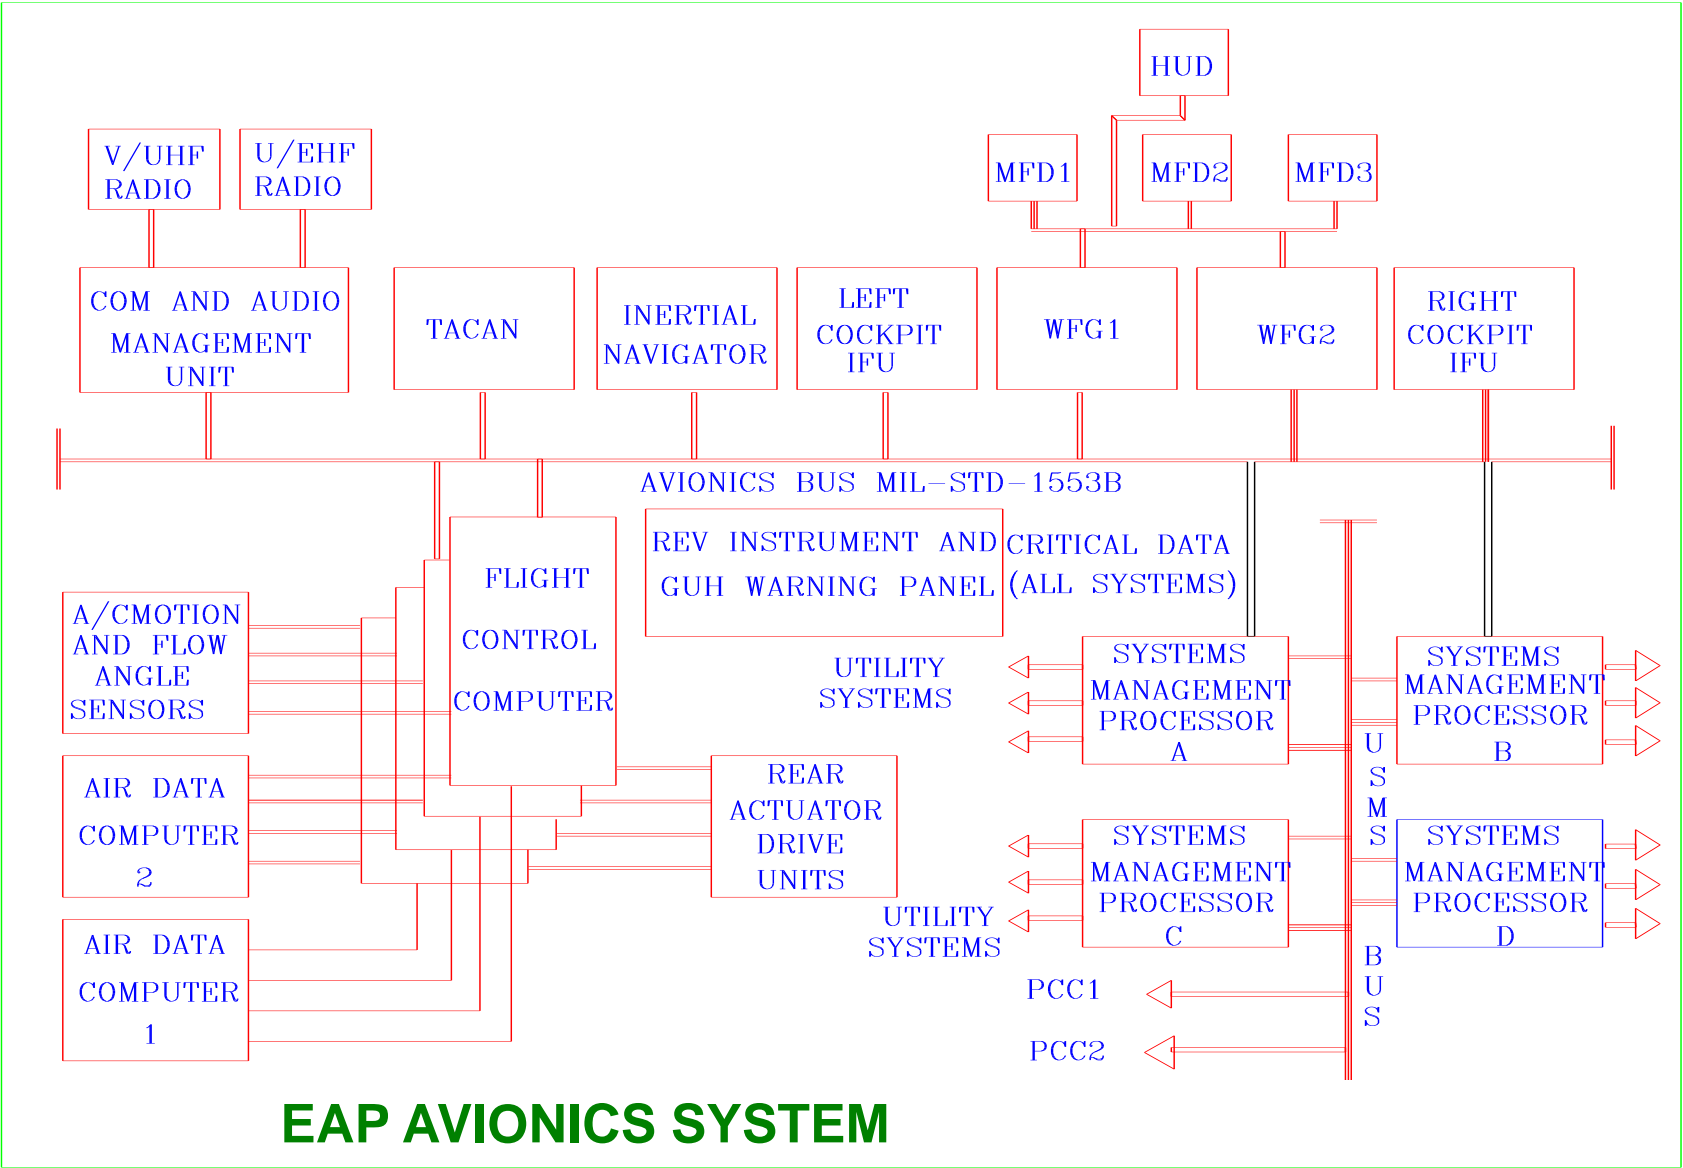 HUD
V/UHF
RADIO
U/EHF
RADIO
MFD1
MFD2
MFD3
COM AND AUDIO
MANAGEMENT
UNIT
TACAN
INERTIAL
NAVIGATOR
LEFT
COCKPIT
IFU
WFG1
WFG2
RIGHT
COCKPIT
IFU
AVIONICS BUS MIL-STD-1553B
REV INSTRUMENT AND
GUH WARNING PANEL
CRITICAL DATA
(ALL SYSTEMS)
FLIGHT
CONTROL
COMPUTER
A/CMOTION
AND FLOW
ANGLE
SENSORS
UTILITY
SYSTEMS
SYSTEMS
MANAGEMENT
PROCESSOR
A
SYSTEMS
MANAGEMENT
PROCESSOR
B
AIR DATA
COMPUTER
2
REAR
ACTUATOR
DRIVE
UNITS
U
S
M
S
BUS
SYSTEMS
MANAGEMENT
PROCESSOR
C
SYSTEMS
MANAGEMENT
PROCESSOR
D
UTILITY
SYSTEMS
AIR DATA
COMPUTER
1
PCC1
PCC2
EAP AVIONICS SYSTEM